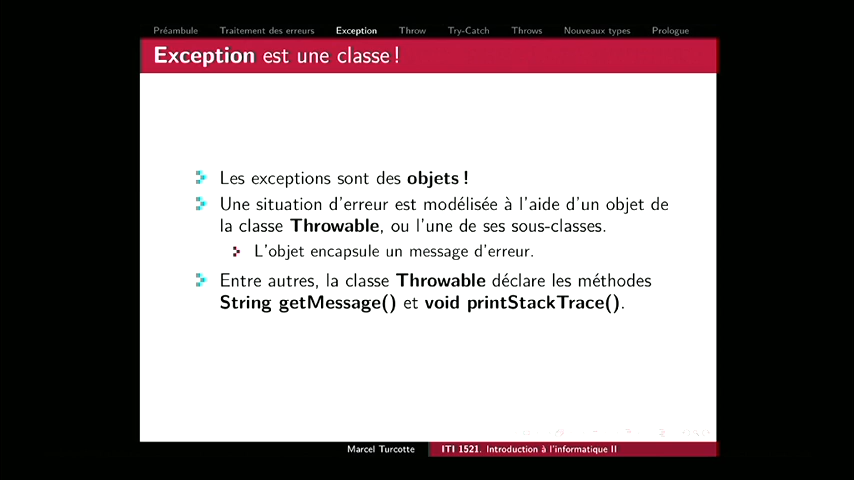 Préambule Traitement des erreurs Exception Throw Try-Catch Throws Nouveaux types Prologue
Exception est une classe !
Les exceptions sont des objets !
Une situation d'erreur est modélisée à l'aide d'un objet de
la classe Throwable, ou l'une de ses sous-classes.
L'objet encapsule un message d'erreur.
Entre autres, la classe Throwable déclare les méthodes
String getMessage() et void printStackTrace().
Marcel Turcotte ITI 1521. Introduction à l'informatique II